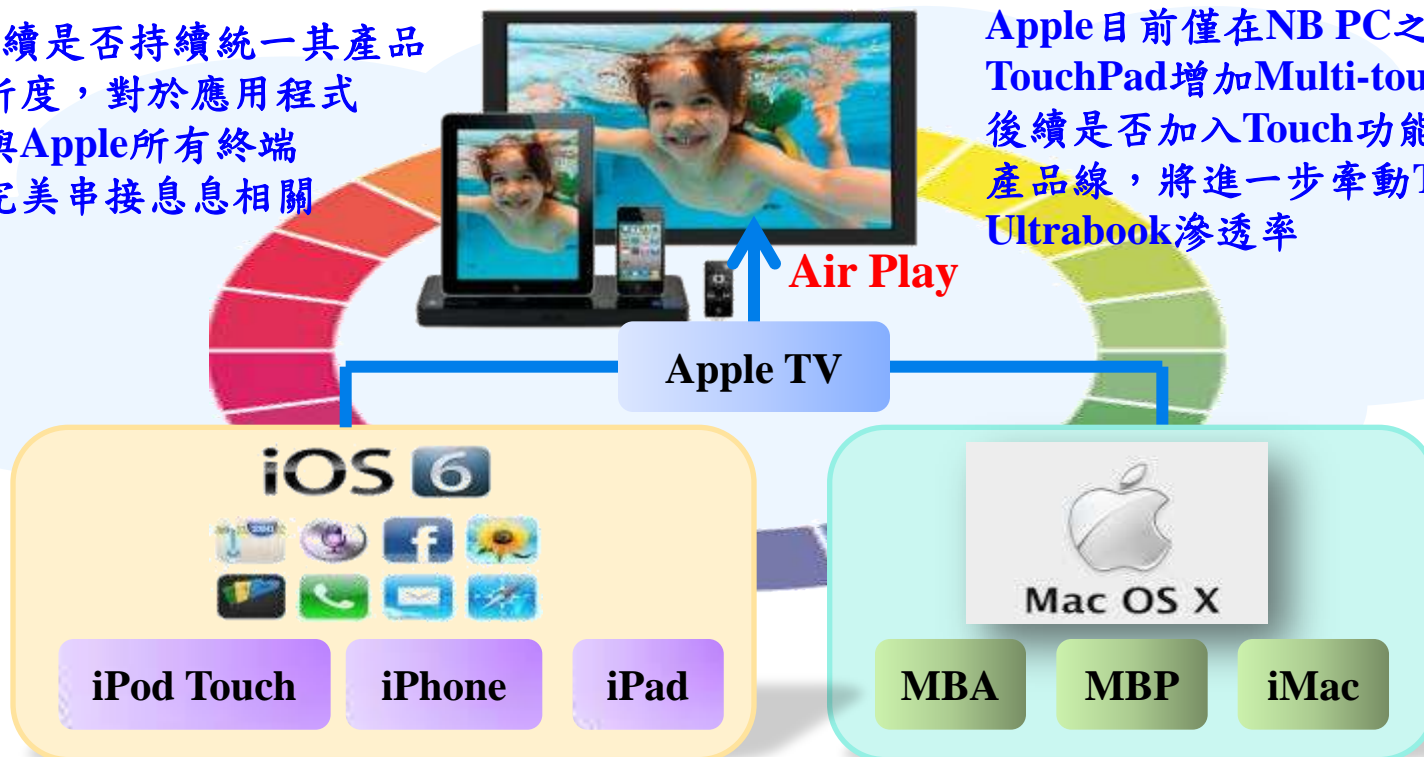 續是否持續統一其產品
度，對於應用程式
Apple所有終端
完美串接息息相關
Apple目前僅在NB PC之
TouchPad增加Multi-tou
後續是否加入Touch功能
產品線，將進一步牽動T
Ultrabook滲透率
Air Play
Apple TV
iOS 6
Mac OS X
iPod Touch
iPhone
iPad
MBA
MBP
iMac